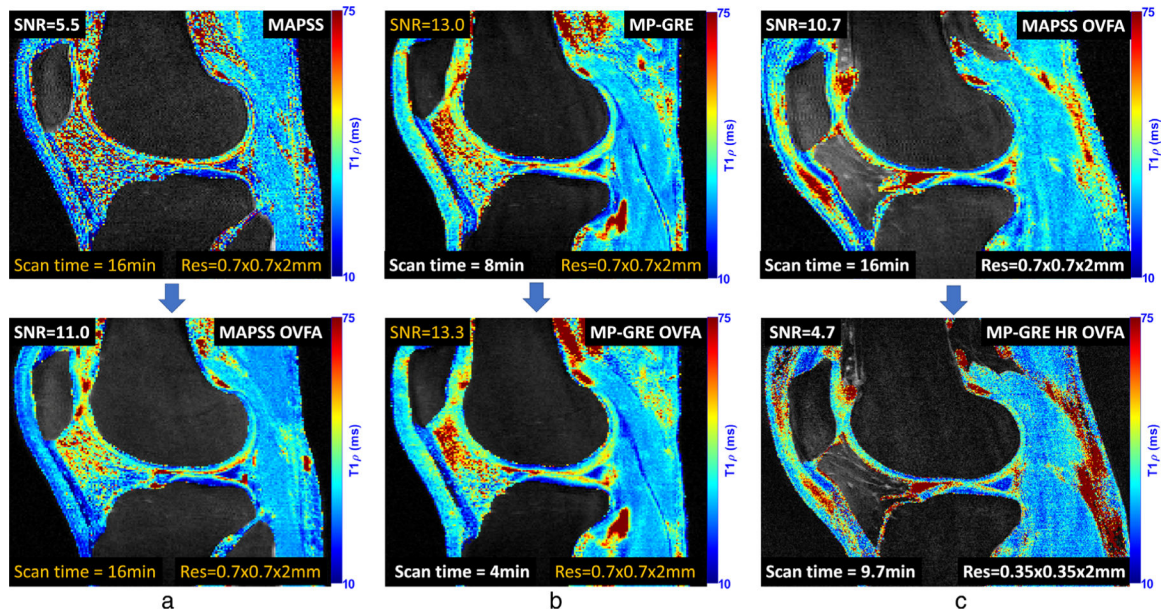 SNR=5.5 MAPSS
75
T1ρ (ms)
Scan time = 16min Res=0.7x0.7x2mm
10
SNR=13.0 MP-GRE
75
T1ρ (ms)
Scan time = 8min Res=0.7x0.7x2mm
10
SNR=10.7 MAPSS OVFA
75
T1ρ (ms)
Scan time = 16min Res=0.7x0.7x2mm
10
SNR=11.0 MAPSS OVFA
75
T1ρ (ms)
Scan time = 16min Res=0.7x0.7x2mm
10
SNR=13.3 MP-GRE OVFA
75
T1ρ (ms)
Scan time = 4min Res=0.7x0.7x2mm
10
SNR=4.7 MP-GRE HR OVFA
75
T1ρ (ms)
Scan time = 9.7min Res=0.35x0.35x2mm
10
a b c